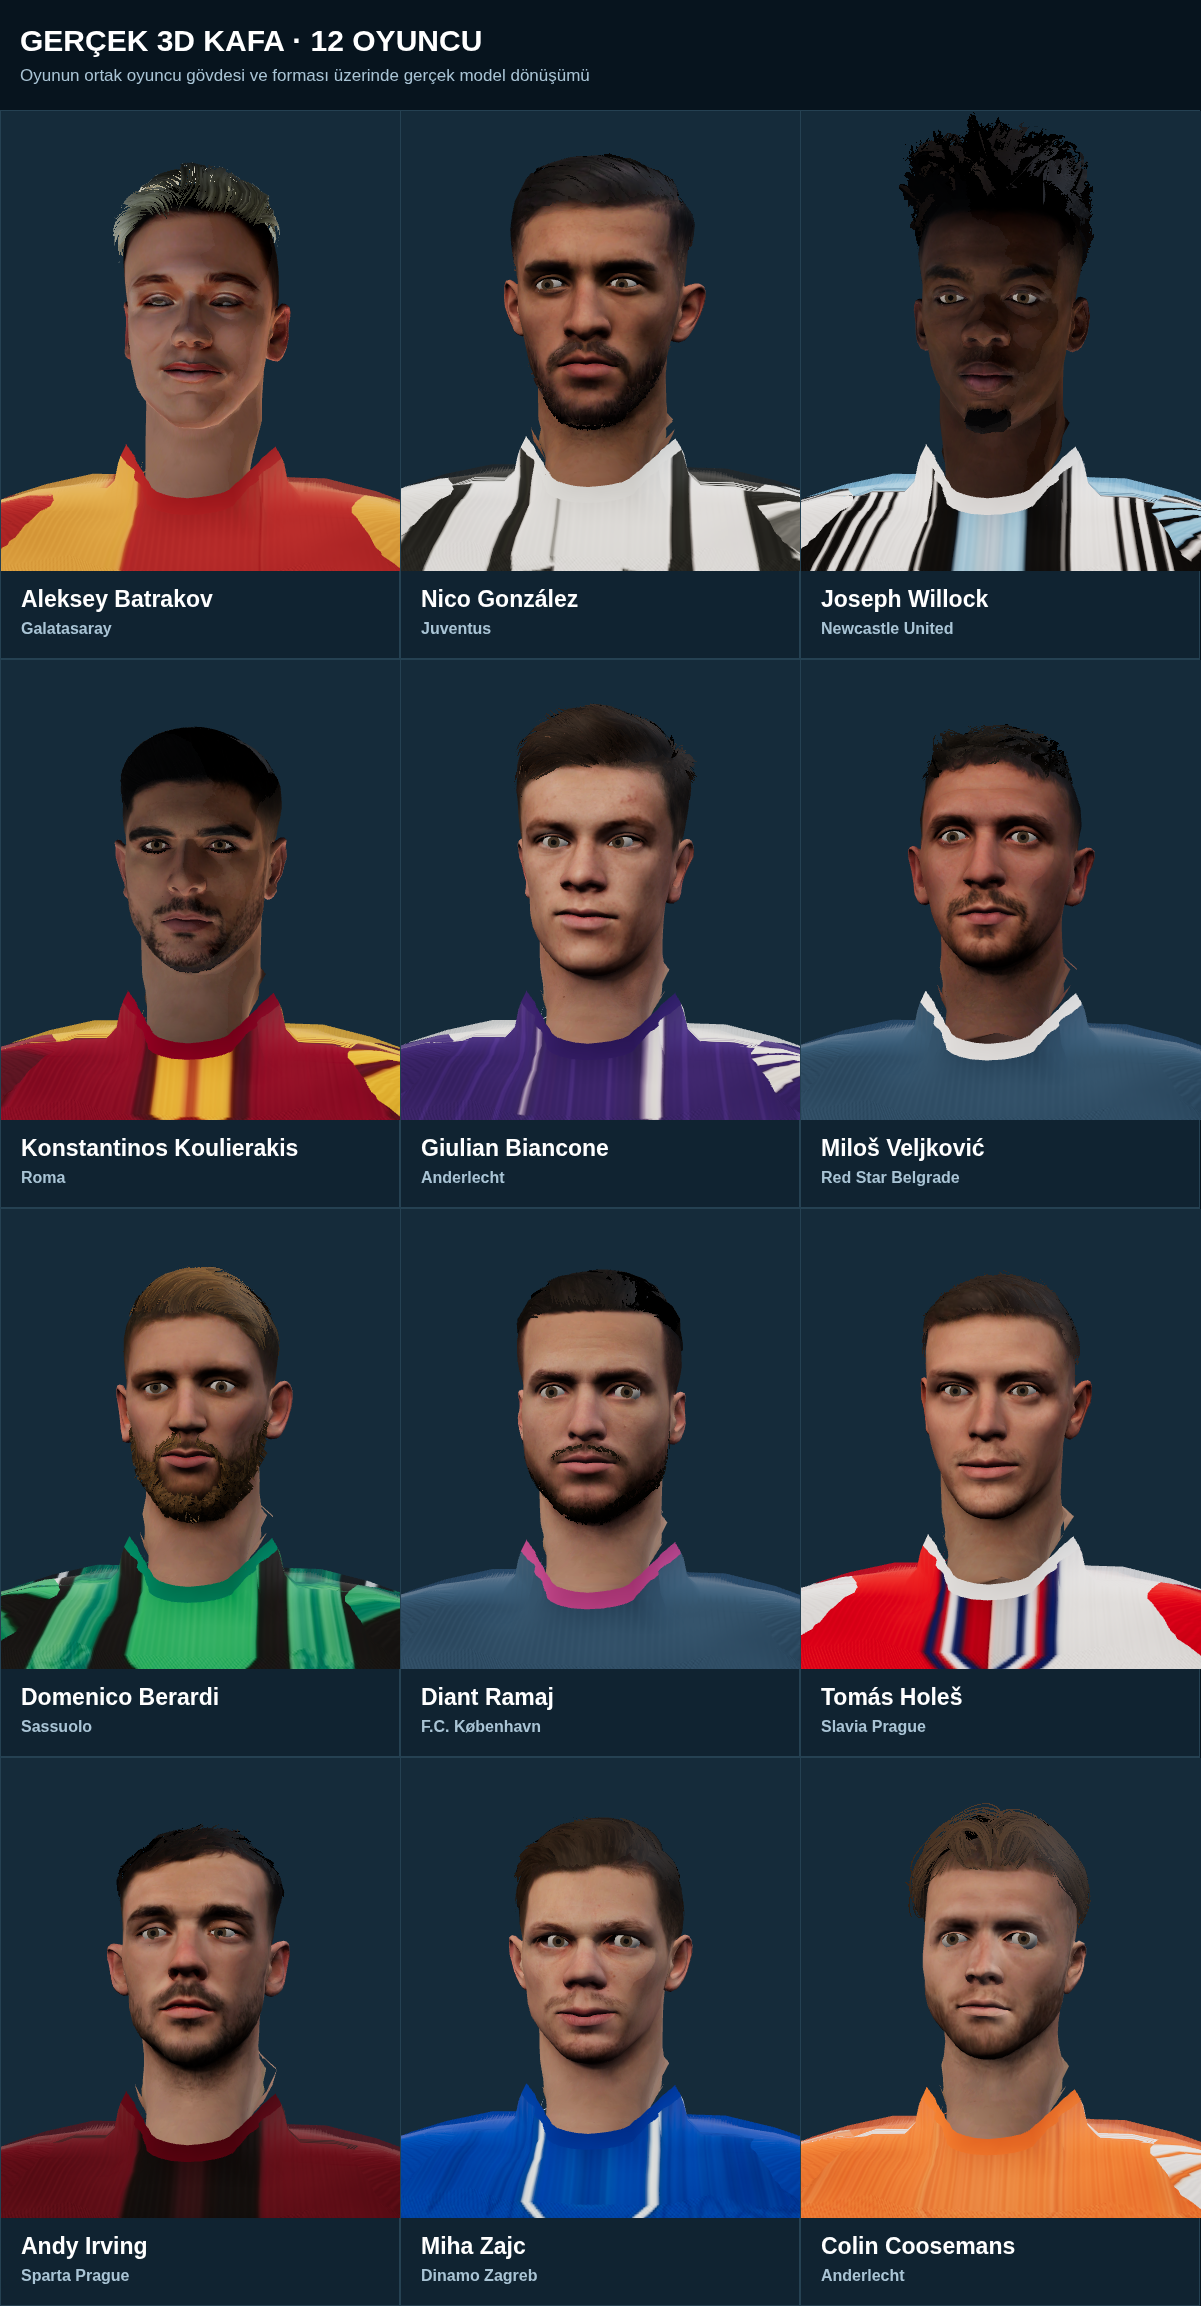 GERÇEK 3D KAFA · 12 OYUNCU
Oyunun ortak oyuncu gövdesi ve forması üzerinde gerçek model dönüşümü
Aleksey Batrakov
Galatasaray
Nico González
Juventus
Joseph Willock
Newcastle United
Konstantinos Koulierakis
Roma
Giulian Biancone
Anderlecht
Miloš Veljković
Red Star Belgrade
Domenico Berardi
Sassuolo
Diant Ramaj
F.C. København
Tomás Holeš
Slavia Prague
Andy Irving
Sparta Prague
Miha Zajc
Dinamo Zagreb
Colin Coosemans
Anderlecht